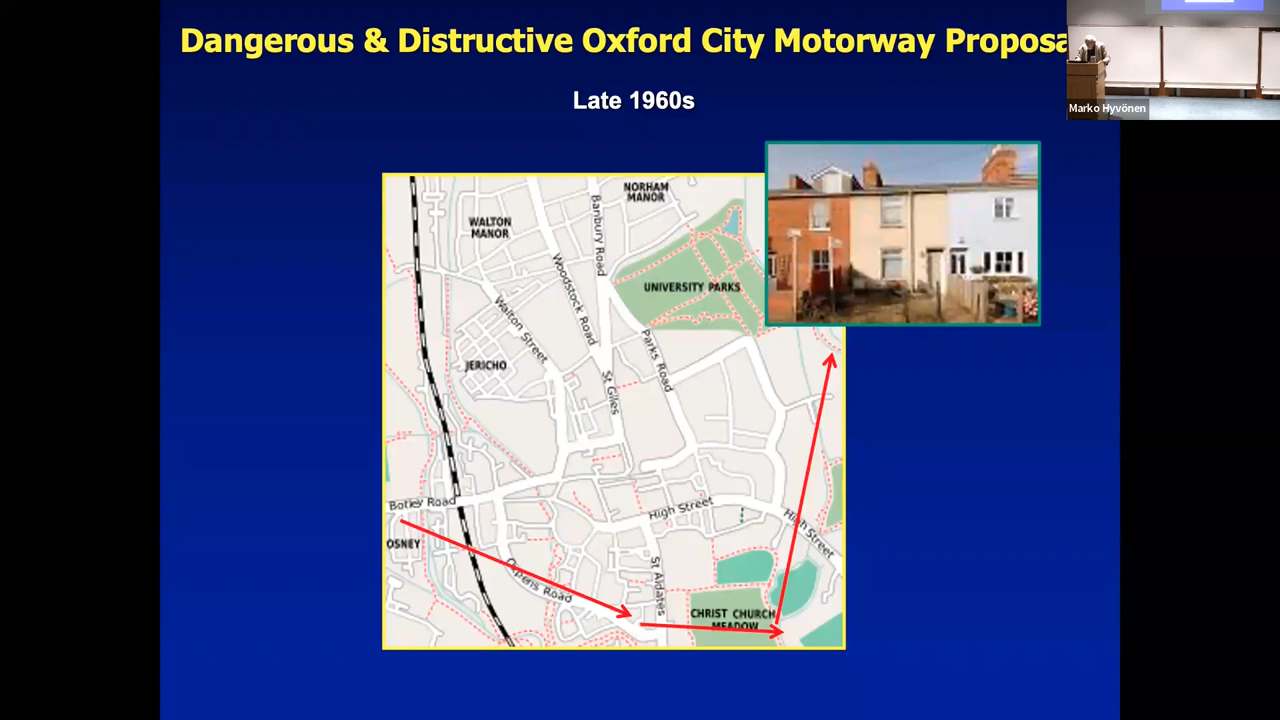 Dangerous & Distructive Oxford City Motorway Proposa
Late 1960s
Marko Hyvönen
NORHAM
MANOR
WALTON
MANOR
Banbury Road
Woodstock Road
UNIVERSITY PARKS
Walton Street
Parks Road
JERICHO
St Giles
Botley Road
High Street
High Street
OSNEY
Oxpens Road
St Aldates
CHRIST CHURCH
MEADOW